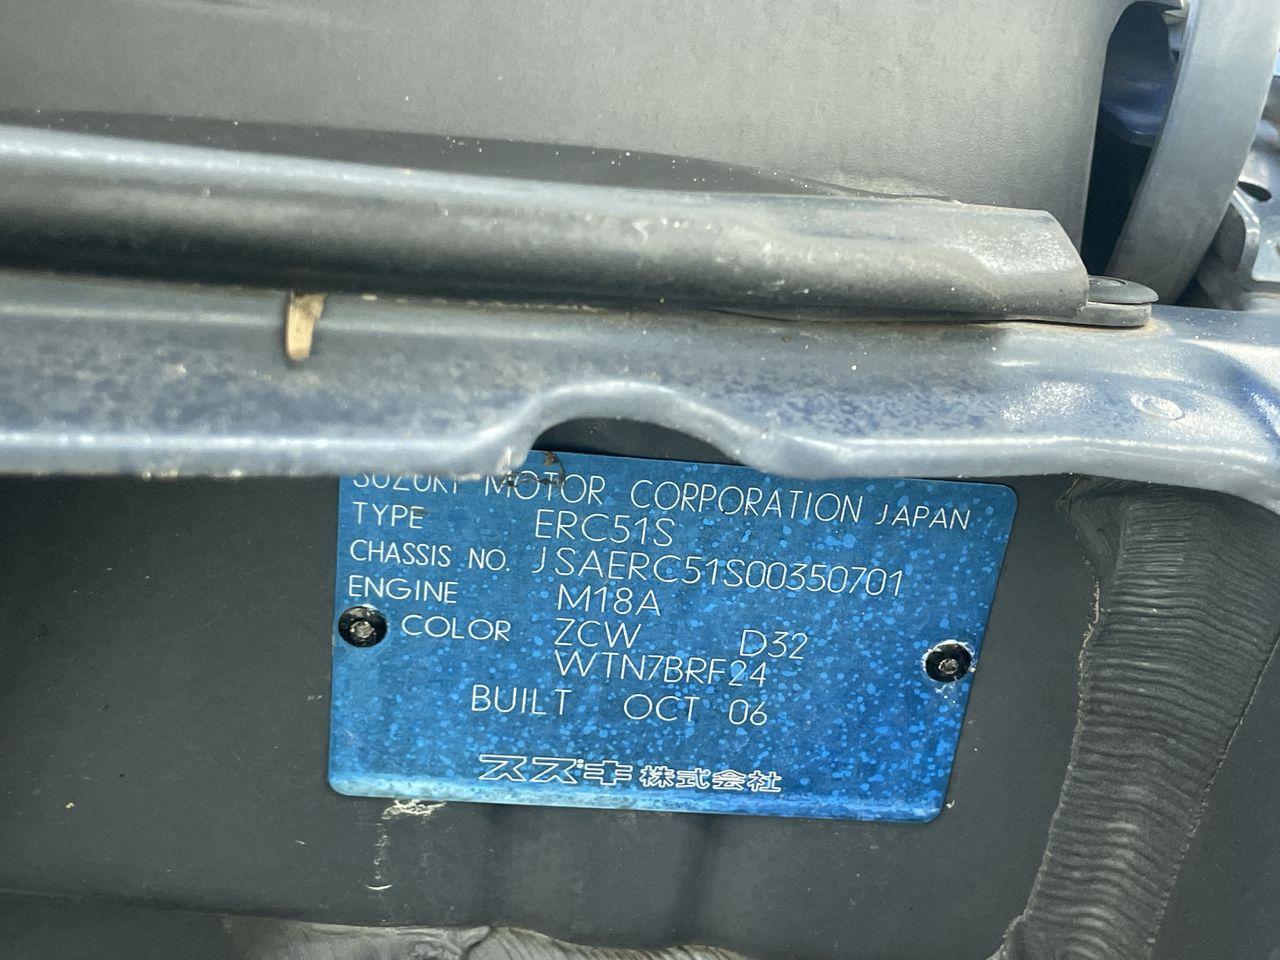 SUZUKI MOTOR CORPORATION JAPAN
TYPE ERC51S
CHASSIS NO. JSAERC51S00350701
ENGINE M18A
COLOR ZCW D32
WTN7BRF24
BUILT OCT 06
スズキ株式会社